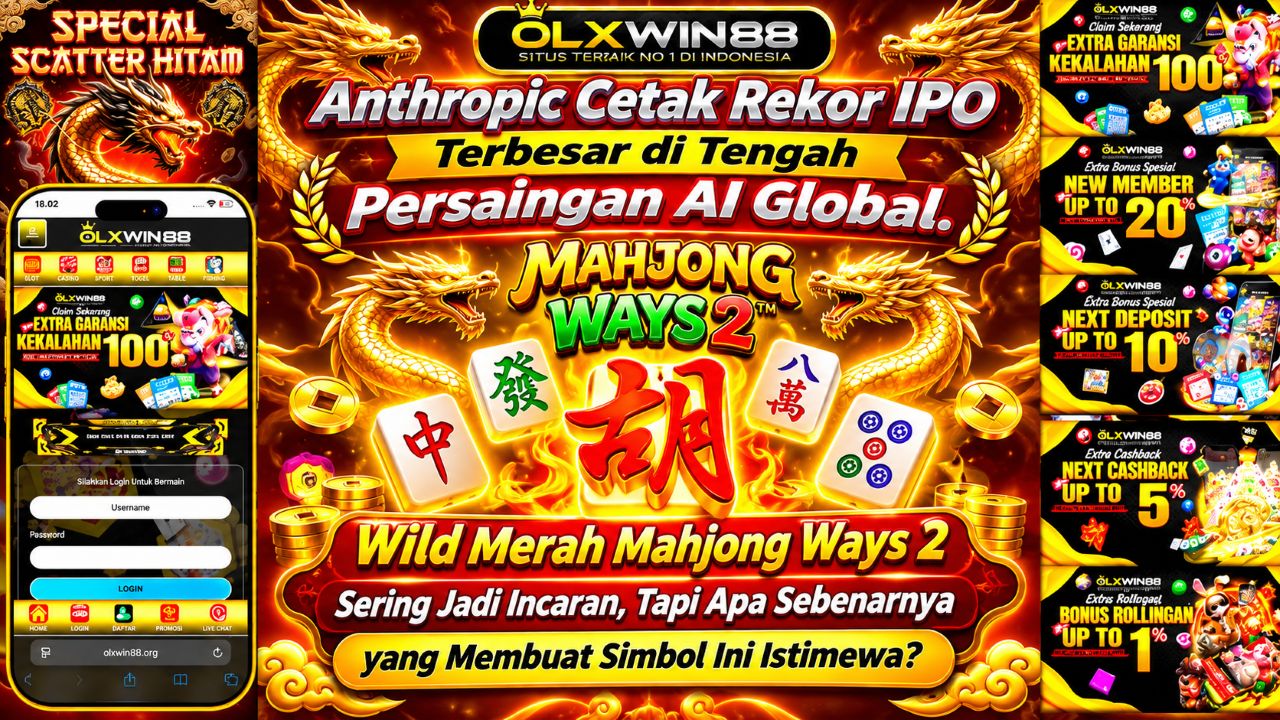 SPECIAL
SCATTER HITAM
18.02
OLXWIN88
SLOT CASINO SPORT TOGEL TABLE FISHING
OLXWIN88
Claim Sekarang
EXTRA GARANSI
KEKALAHAN 100%
Silahkan Login Untuk Bermain
Username
Password
LOGIN
HOME LOGIN DAFTAR PROMOSI LIVE CHAT
olxwin88.org
OLXWIN88
SITUS TERBAIK NO 1 DI INDONESIA
Anthropic Cetak Rekor IPO
Terbesar di Tengah
Persaingan AI Global.
MAHJONG
WAYS 2™
發
八
萬
中
胡
Wild Merah Mahjong Ways 2
Sering Jadi Incaran, Tapi Apa Sebenarnya
yang Membuat Simbol Ini Istimewa?
OLXWIN88
Claim Sekarang
EXTRA GARANSI
KEKALAHAN 100%
OLXWIN88
Extra Bonus Spesial
NEW MEMBER
UP TO 20%
OLXWIN88
Extra Bonus Spesial
NEXT DEPOSIT
UP TO 10%
OLXWIN88
Extra Cashback
NEXT CASHBACK
UP TO 5%
OLXWIN88
Extra Rollingan
BONUS ROLLINGAN
UP TO 1%